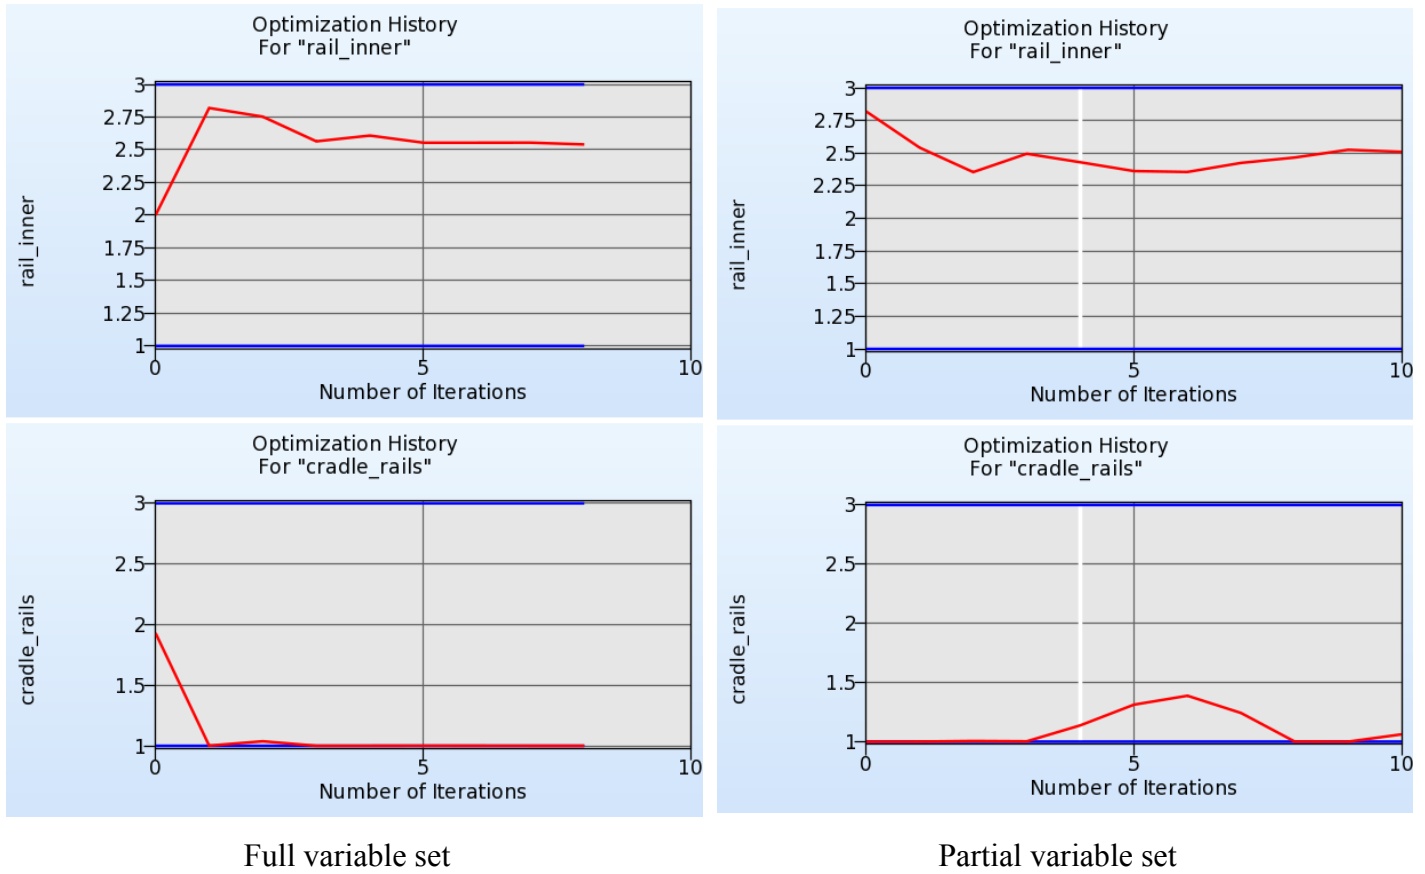 Optimization History
For "rail_inner"
3
2.75
2.5
2.25
2
1.75
1.5
1.25
1
rail_inner
0
5
10
Number of Iterations
Optimization History
For "rail_inner"
3
2.75
2.5
2.25
2
1.75
1.5
1.25
1
rail_inner
0
5
10
Number of Iterations
Optimization History
For "cradle_rails"
3
2.5
2
1.5
1
cradle_rails
0
5
10
Number of Iterations
Optimization History
For "cradle_rails"
3
2.5
2
1.5
1
cradle_rails
0
5
10
Number of Iterations
Full variable set
Partial variable set